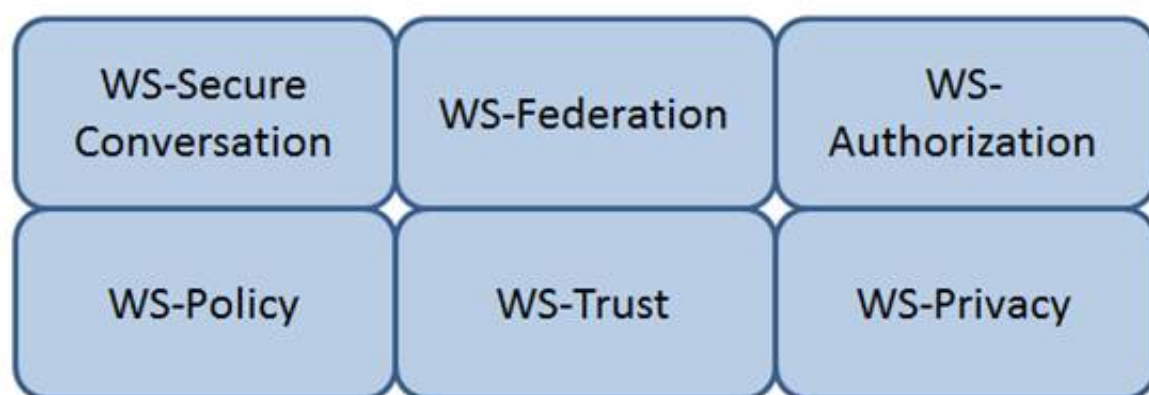 WS-Secure
Conversation
WS-Federation
WS-
Authorization
WS-Policy
WS-Trust
WS-Privacy